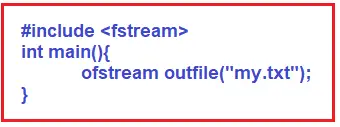 #include <fstream>
int main(){
ofstream outfile("my.txt");
}